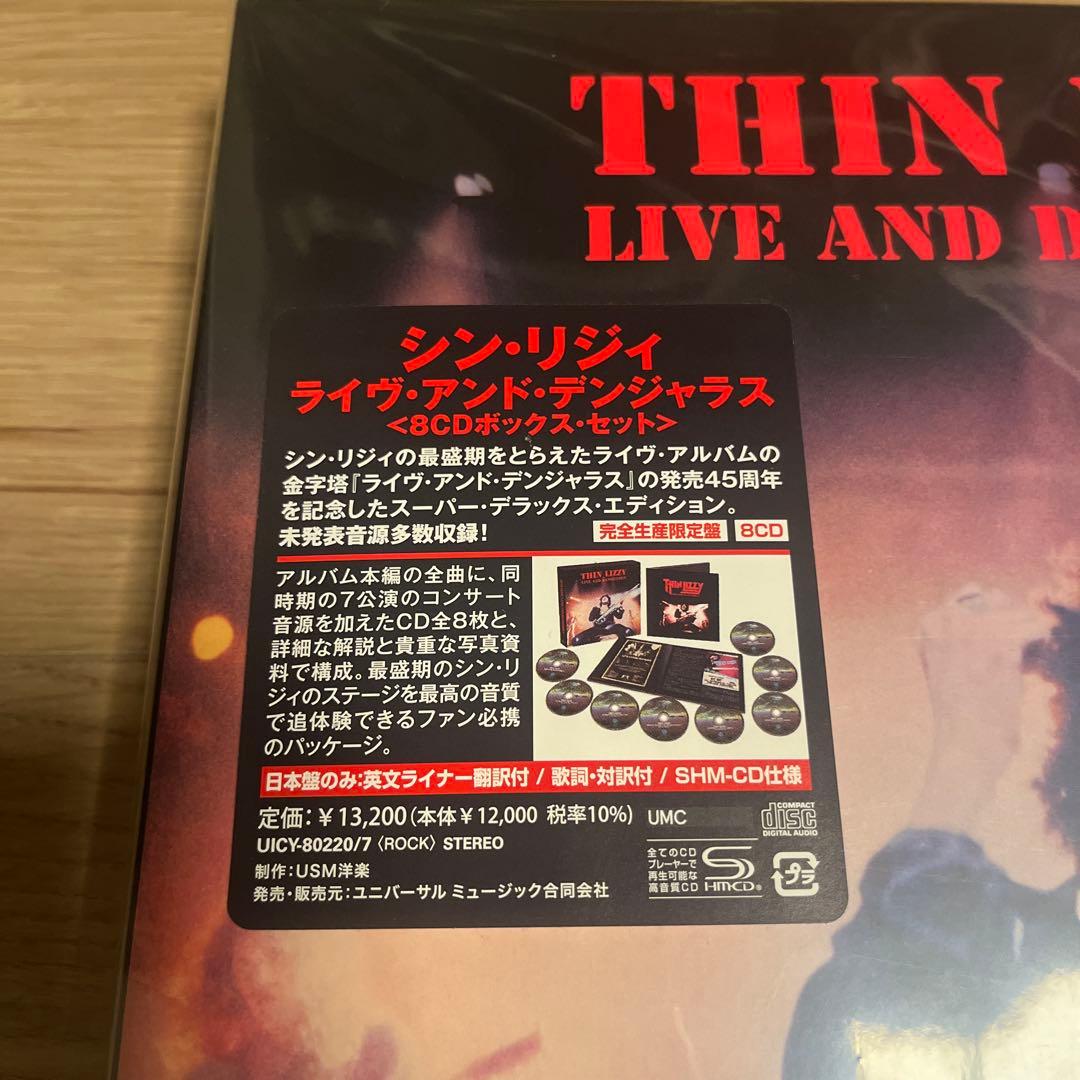 THIN
LIVE AND D
シン・リジィ
ライヴ・アンド・デンジャラス
<8CDボックス・セット>
シン・リジィの最盛期をとらえたライヴ・アルバムの
金字塔『ライヴ・アンド・デンジャラス』の発売45周年
を記念したスーパー・デラックス・エディション。
未発表音源多数収録! 完全生産限定盤 8CD
アルバム本編の全曲に、同
時期の7公演のコンサート
音源を加えたCD全8枚と、
詳細な解説と貴重な写真資
料で構成。最盛期のシン・リ
ジィのステージを最高の音質
で追体験できるファン必携
のパッケージ。
THIN LIZZY
LIVE AND DANGEROUS
THIN LIZZY
日本盤のみ:英文ライナー翻訳付 / 歌詞・対訳付 / SHM-CD仕様
定価:¥13,200(本体¥12,000 税率10%) UMC
COMPACT
disc
DIGITAL AUDIO
UICY-80220/7 〈ROCK〉 STEREO
制作:USM洋楽
発売・販売元:ユニバーサル ミュージック合同会社
全てのCD
プレーヤーで
再生可能な
高音質CD
SHMCD®
プラ